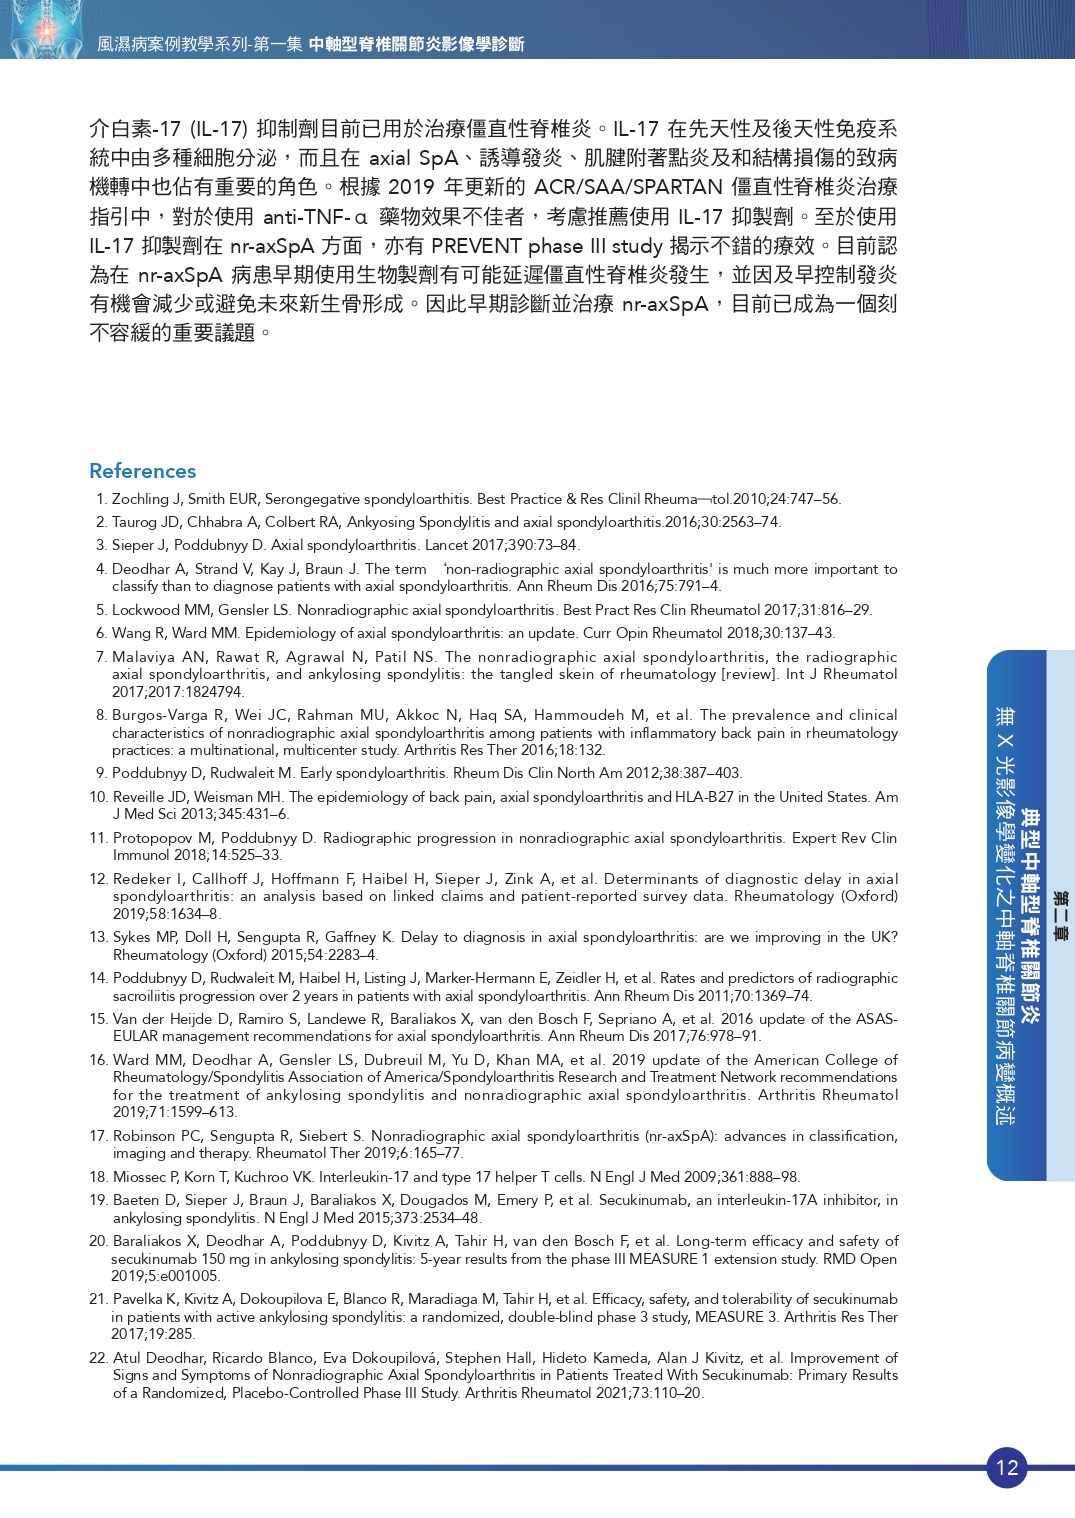 風濕病案例教學系列-第一集 中軸型脊椎關節炎影像學診斷
介白素-17 (IL-17) 抑制劑目前已用於治療僵直性脊椎炎。IL-17 在先天性及後天性免疫系
統中由多種細胞分泌，而且在 axial SpA、誘導發炎、肌腱附著點炎及和結構損傷的致病
機轉中也佔有重要的角色。根據 2019 年更新的 ACR/SAA/SPARTAN 僵直性脊椎炎治療
指引中，對於使用 anti-TNF-α 藥物效果不佳者，考慮推薦使用 IL-17 抑製劑。至於使用
IL-17 抑製劑在 nr-axSpA 方面，亦有 PREVENT phase III study 揭示不錯的療效。目前認
為在 nr-axSpA 病患早期使用生物製劑有可能延遲僵直性脊椎炎發生，並因及早控制發炎
有機會減少或避免未來新生骨形成。因此早期診斷並治療 nr-axSpA，目前已成為一個刻
不容緩的重要議題。
References
1. Zochling J, Smith EUR, Serongegative spondyloarthitis. Best Practice & Res Clinil Rheuma￢tol.2010;24:747–56.
2. Taurog JD, Chhabra A, Colbert RA, Ankyosing Spondylitis and axial spondyloarthitis.2016;30:2563–74.
3. Sieper J, Poddubnyy D. Axial spondyloarthritis. Lancet 2017;390:73–84.
4. Deodhar A, Strand V, Kay J, Braun J. The term ‘non-radiographic axial spondyloarthritis' is much more important to
classify than to diagnose patients with axial spondyloarthritis. Ann Rheum Dis 2016;75:791–4.
5. Lockwood MM, Gensler LS. Nonradiographic axial spondyloarthritis. Best Pract Res Clin Rheumatol 2017;31:816–29.
6. Wang R, Ward MM. Epidemiology of axial spondyloarthritis: an update. Curr Opin Rheumatol 2018;30:137–43.
7. Malaviya AN, Rawat R, Agrawal N, Patil NS. The nonradiographic axial spondyloarthritis, the radiographic
axial spondyloarthritis, and ankylosing spondylitis: the tangled skein of rheumatology [review]. Int J Rheumatol
2017;2017:1824794.
8. Burgos-Varga R, Wei JC, Rahman MU, Akkoc N, Haq SA, Hammoudeh M, et al. The prevalence and clinical
characteristics of nonradiographic axial spondyloarthritis among patients with inflammatory back pain in rheumatology
practices: a multinational, multicenter study. Arthritis Res Ther 2016;18:132.
9. Poddubnyy D, Rudwaleit M. Early spondyloarthritis. Rheum Dis Clin North Am 2012;38:387–403.
10. Reveille JD, Weisman MH. The epidemiology of back pain, axial spondyloarthritis and HLA-B27 in the United States. Am
J Med Sci 2013;345:431–6.
11. Protopopov M, Poddubnyy D. Radiographic progression in nonradiographic axial spondyloarthritis. Expert Rev Clin
Immunol 2018;14:525–33.
12. Redeker I, Callhoff J, Hoffmann F, Haibel H, Sieper J, Zink A, et al. Determinants of diagnostic delay in axial
spondyloarthritis: an analysis based on linked claims and patient-reported survey data. Rheumatology (Oxford)
2019;58:1634–8.
13. Sykes MP, Doll H, Sengupta R, Gaffney K. Delay to diagnosis in axial spondyloarthritis: are we improving in the UK?
Rheumatology (Oxford) 2015;54:2283–4.
14. Poddubnyy D, Rudwaleit M, Haibel H, Listing J, Marker-Hermann E, Zeidler H, et al. Rates and predictors of radiographic
sacroiliitis progression over 2 years in patients with axial spondyloarthritis. Ann Rheum Dis 2011;70:1369–74.
15. Van der Heijde D, Ramiro S, Landewe R, Baraliakos X, van den Bosch F, Sepriano A, et al. 2016 update of the ASAS-
EULAR management recommendations for axial spondyloarthritis. Ann Rheum Dis 2017;76:978–91.
16. Ward MM, Deodhar A, Gensler LS, Dubreuil M, Yu D, Khan MA, et al. 2019 update of the American College of
Rheumatology/Spondylitis Association of America/Spondyloarthritis Research and Treatment Network recommendations
for the treatment of ankylosing spondylitis and nonradiographic axial spondyloarthritis. Arthritis Rheumatol
2019;71:1599–613.
17. Robinson PC, Sengupta R, Siebert S. Nonradiographic axial spondyloarthritis (nr-axSpA): advances in classification,
imaging and therapy. Rheumatol Ther 2019;6:165–77.
18. Miossec P, Korn T, Kuchroo VK. Interleukin-17 and type 17 helper T cells. N Engl J Med 2009;361:888–98.
19. Baeten D, Sieper J, Braun J, Baraliakos X, Dougados M, Emery P, et al. Secukinumab, an interleukin-17A inhibitor, in
ankylosing spondylitis. N Engl J Med 2015;373:2534–48.
20. Baraliakos X, Deodhar A, Poddubnyy D, Kivitz A, Tahir H, van den Bosch F, et al. Long-term efficacy and safety of
secukinumab 150 mg in ankylosing spondylitis: 5-year results from the phase III MEASURE 1 extension study. RMD Open
2019;5:e001005.
21. Pavelka K, Kivitz A, Dokoupilova E, Blanco R, Maradiaga M, Tahir H, et al. Efficacy, safety, and tolerability of secukinumab
in patients with active ankylosing spondylitis: a randomized, double-blind phase 3 study, MEASURE 3. Arthritis Res Ther
2017;19:285.
22. Atul Deodhar, Ricardo Blanco, Eva Dokoupilová, Stephen Hall, Hideto Kameda, Alan J Kivitz, et al. Improvement of
Signs and Symptoms of Nonradiographic Axial Spondyloarthritis in Patients Treated With Secukinumab: Primary Results
of a Randomized, Placebo-Controlled Phase III Study. Arthritis Rheumatol 2021;73:110–20.
第二章
典型中軸型脊椎關節炎
無 X 光影像學變化之中軸脊椎關節病變概述
12